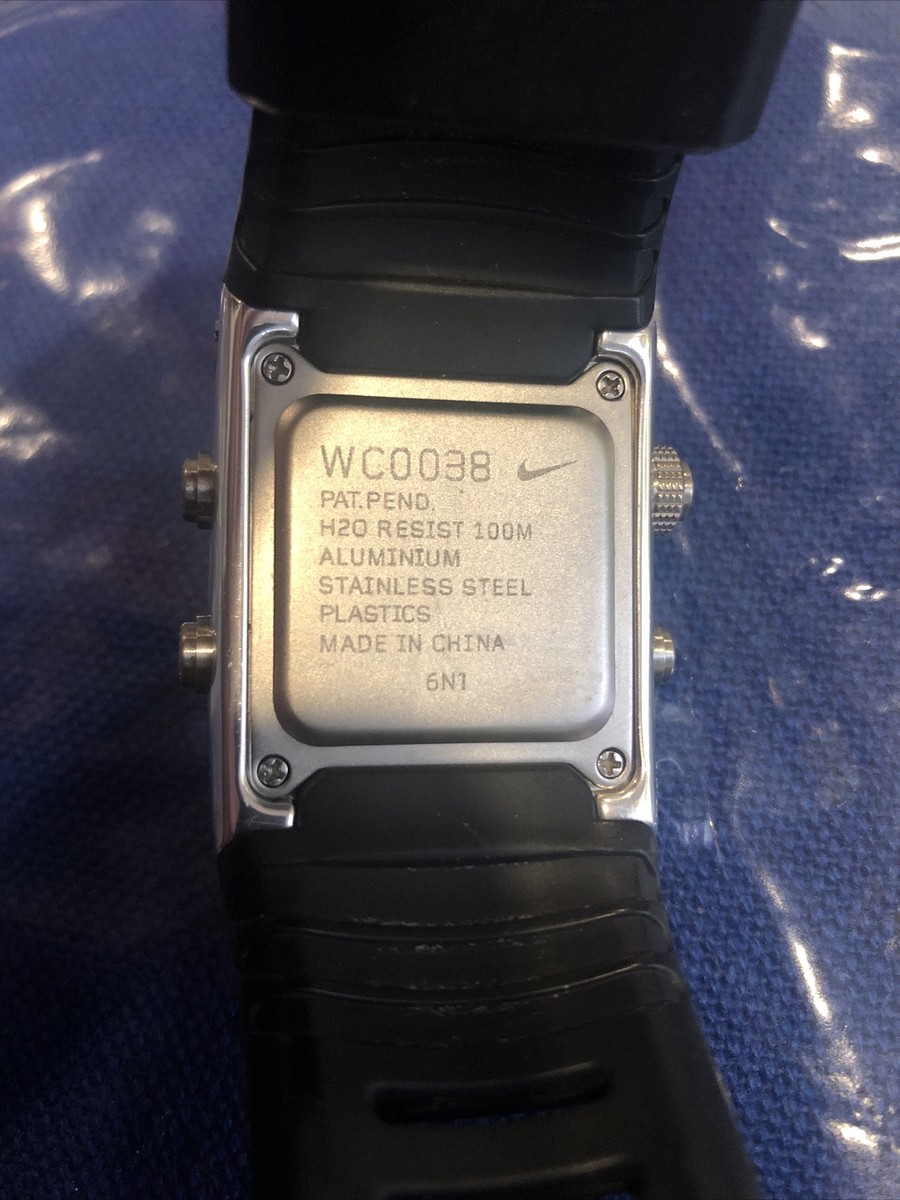 WC0038
PAT.PEND.
H2O RESIST 100M
ALUMINIUM
STAINLESS STEEL
PLASTICS
MADE IN CHINA
6N1